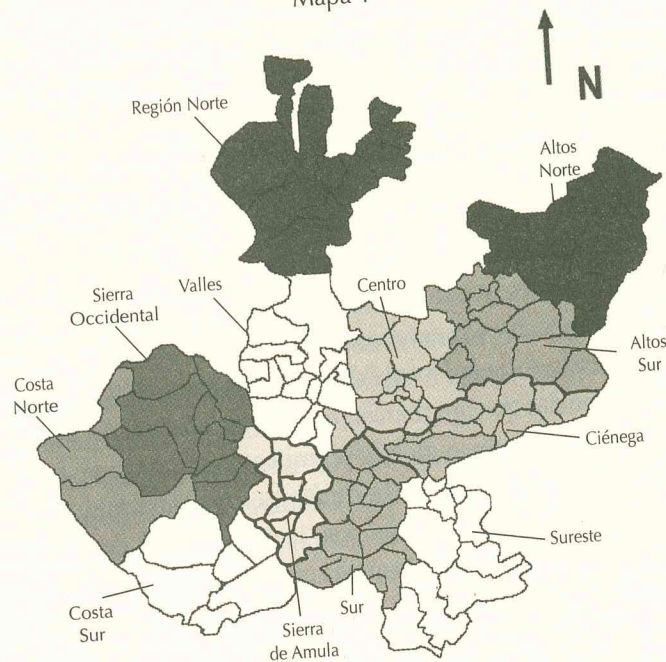 Mapa
N
Región Norte
Altos
Norte
Valles
Centro
Sierra
Occidental
Altos
Sur
Costa
Norte
Ciénega
Sureste
Costa
Sur
Sur
Sierra
de Amula